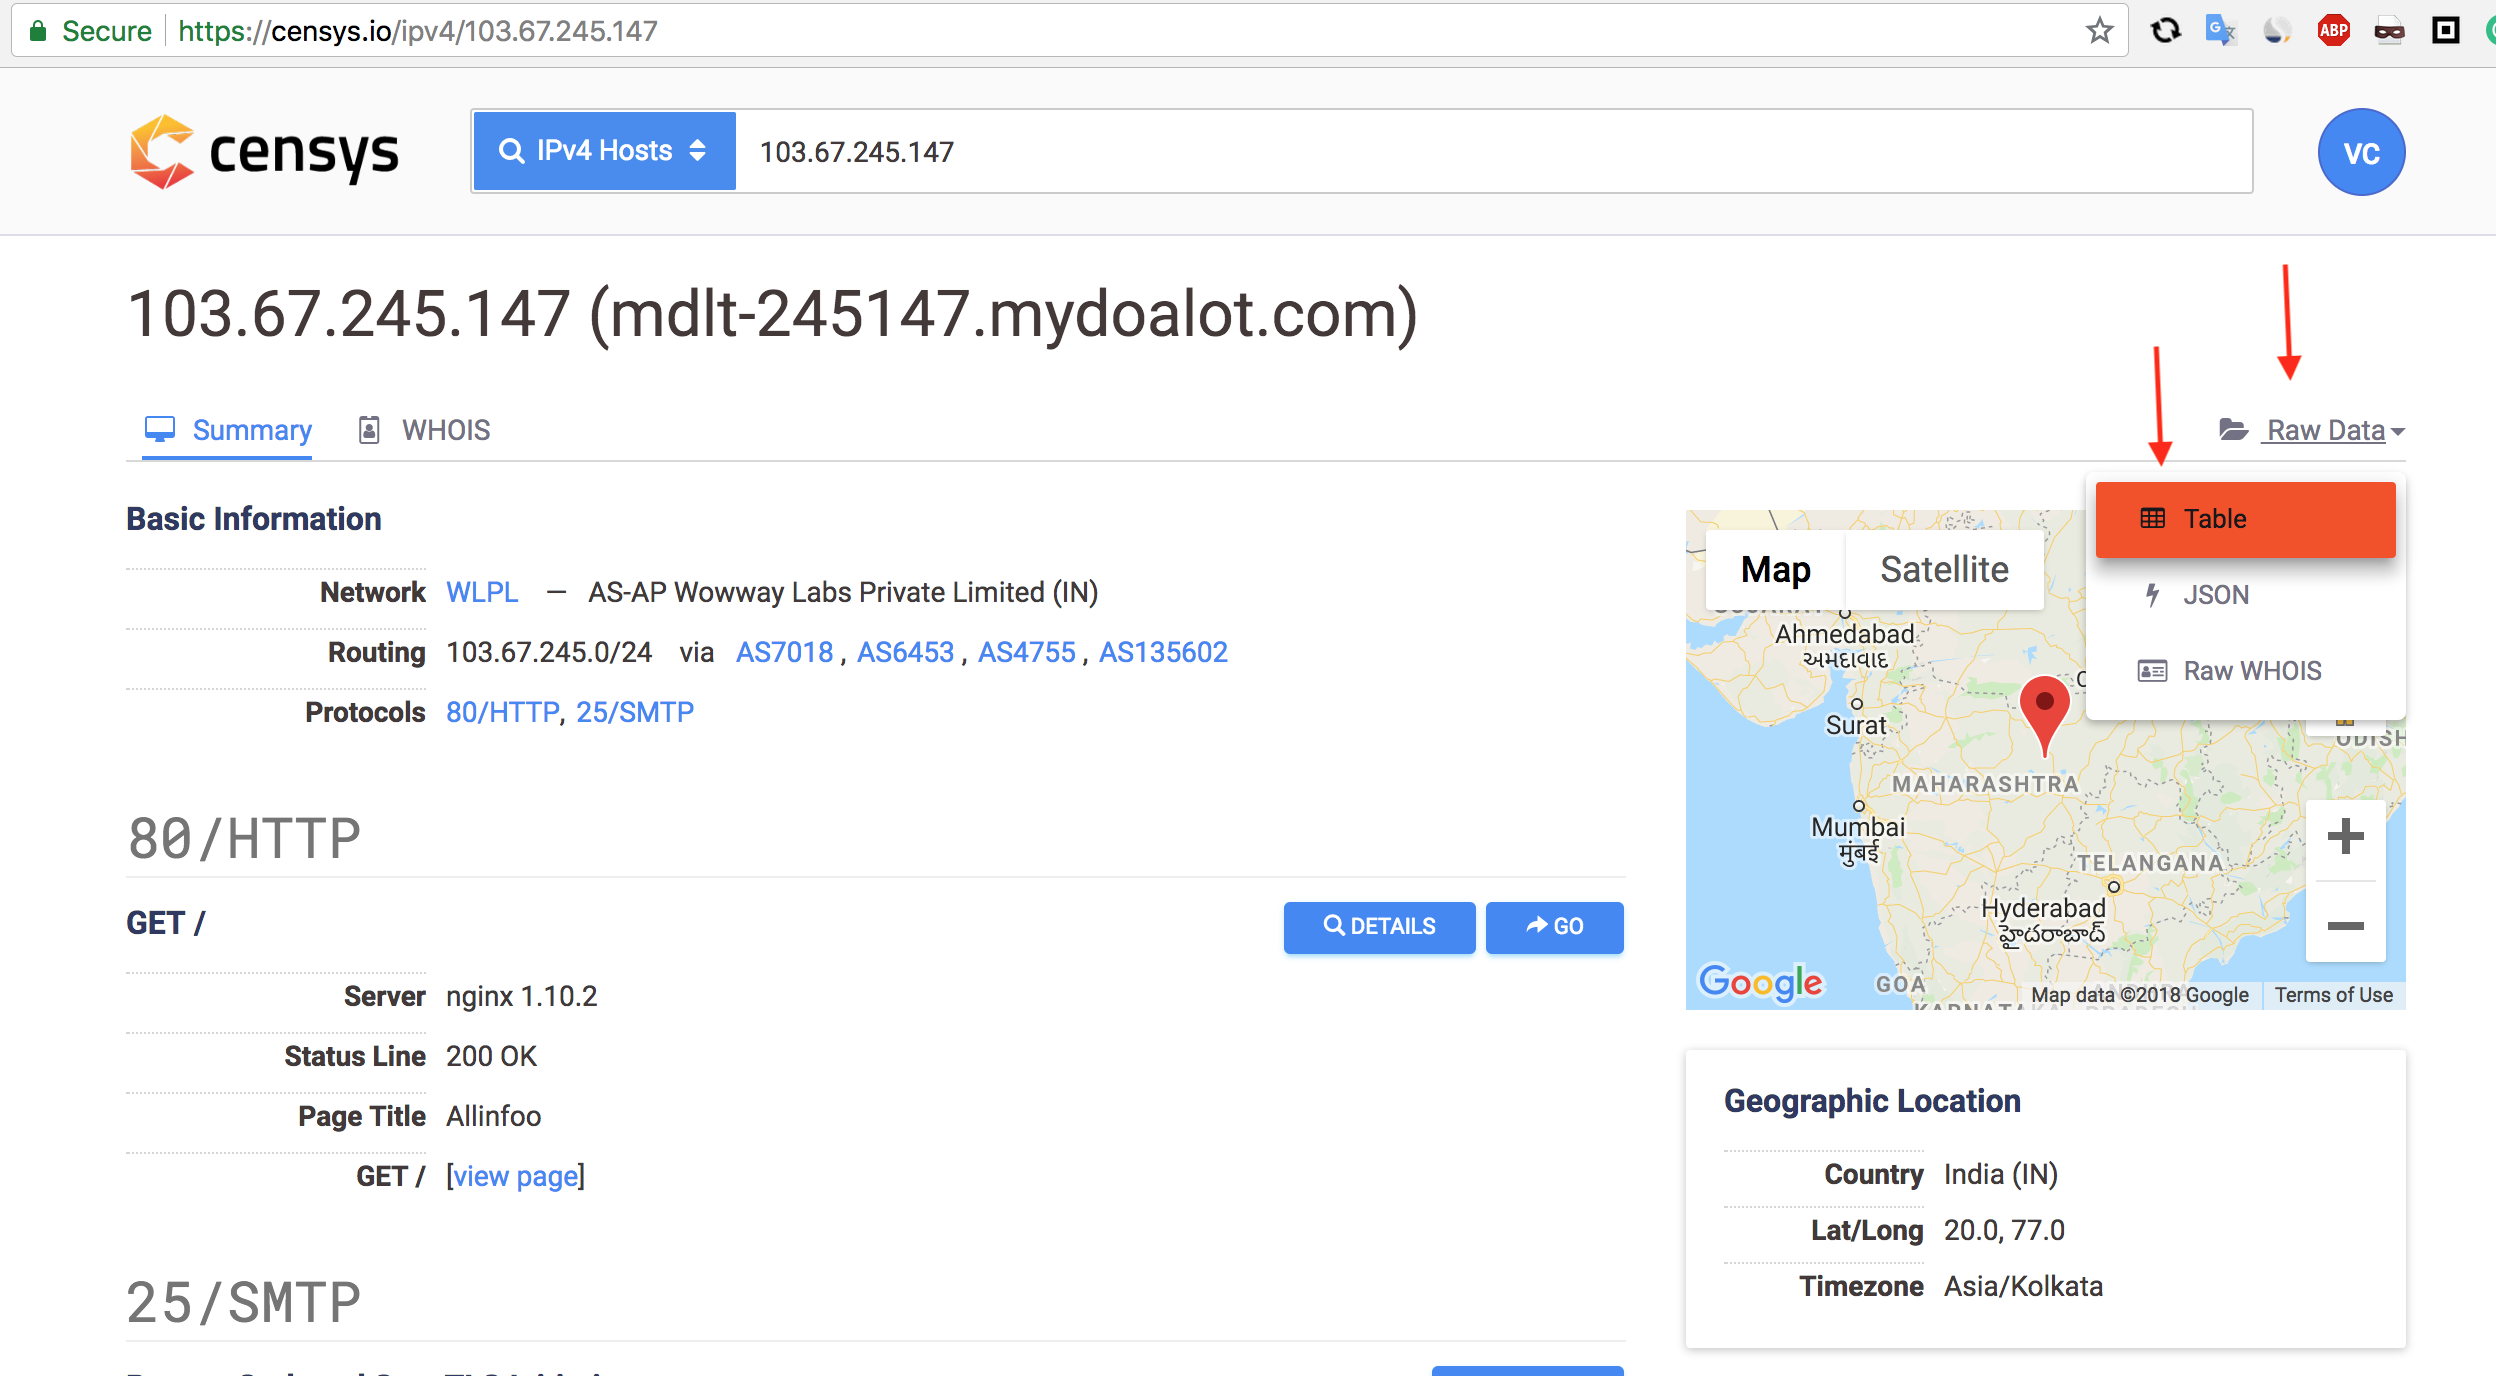 Secure https://censys.io/ipv4/103.67.245.147
ABP
censys
IPv4 Hosts
103.67.245.147
VC
103.67.245.147 (mdlt-245147.mydoalot.com)
Summary
WHOIS
Raw Data
Table
JSON
Raw WHOIS
Basic Information
Network WLPL — AS-AP Wowway Labs Private Limited (IN)
Routing 103.67.245.0/24 via AS7018 , AS6453 , AS4755 , AS135602
Protocols 80/HTTP, 25/SMTP
80/HTTP
GET /
DETAILS
GO
Server nginx 1.10.2
Status Line 200 OK
Page Title Allinfoo
GET / [view page]
25/SMTP
Map
Satellite
Ahmedabad
અમદાવાદ
Surat
ODISH
MAHARASHTRA
Mumbai
मुंबई
TELANGANA
Hyderabad
హైదరాబాద్
Google
GOA
Map data ©2018 Google
Terms of Use
Geographic Location
Country India (IN)
Lat/Long 20.0, 77.0
Timezone Asia/Kolkata